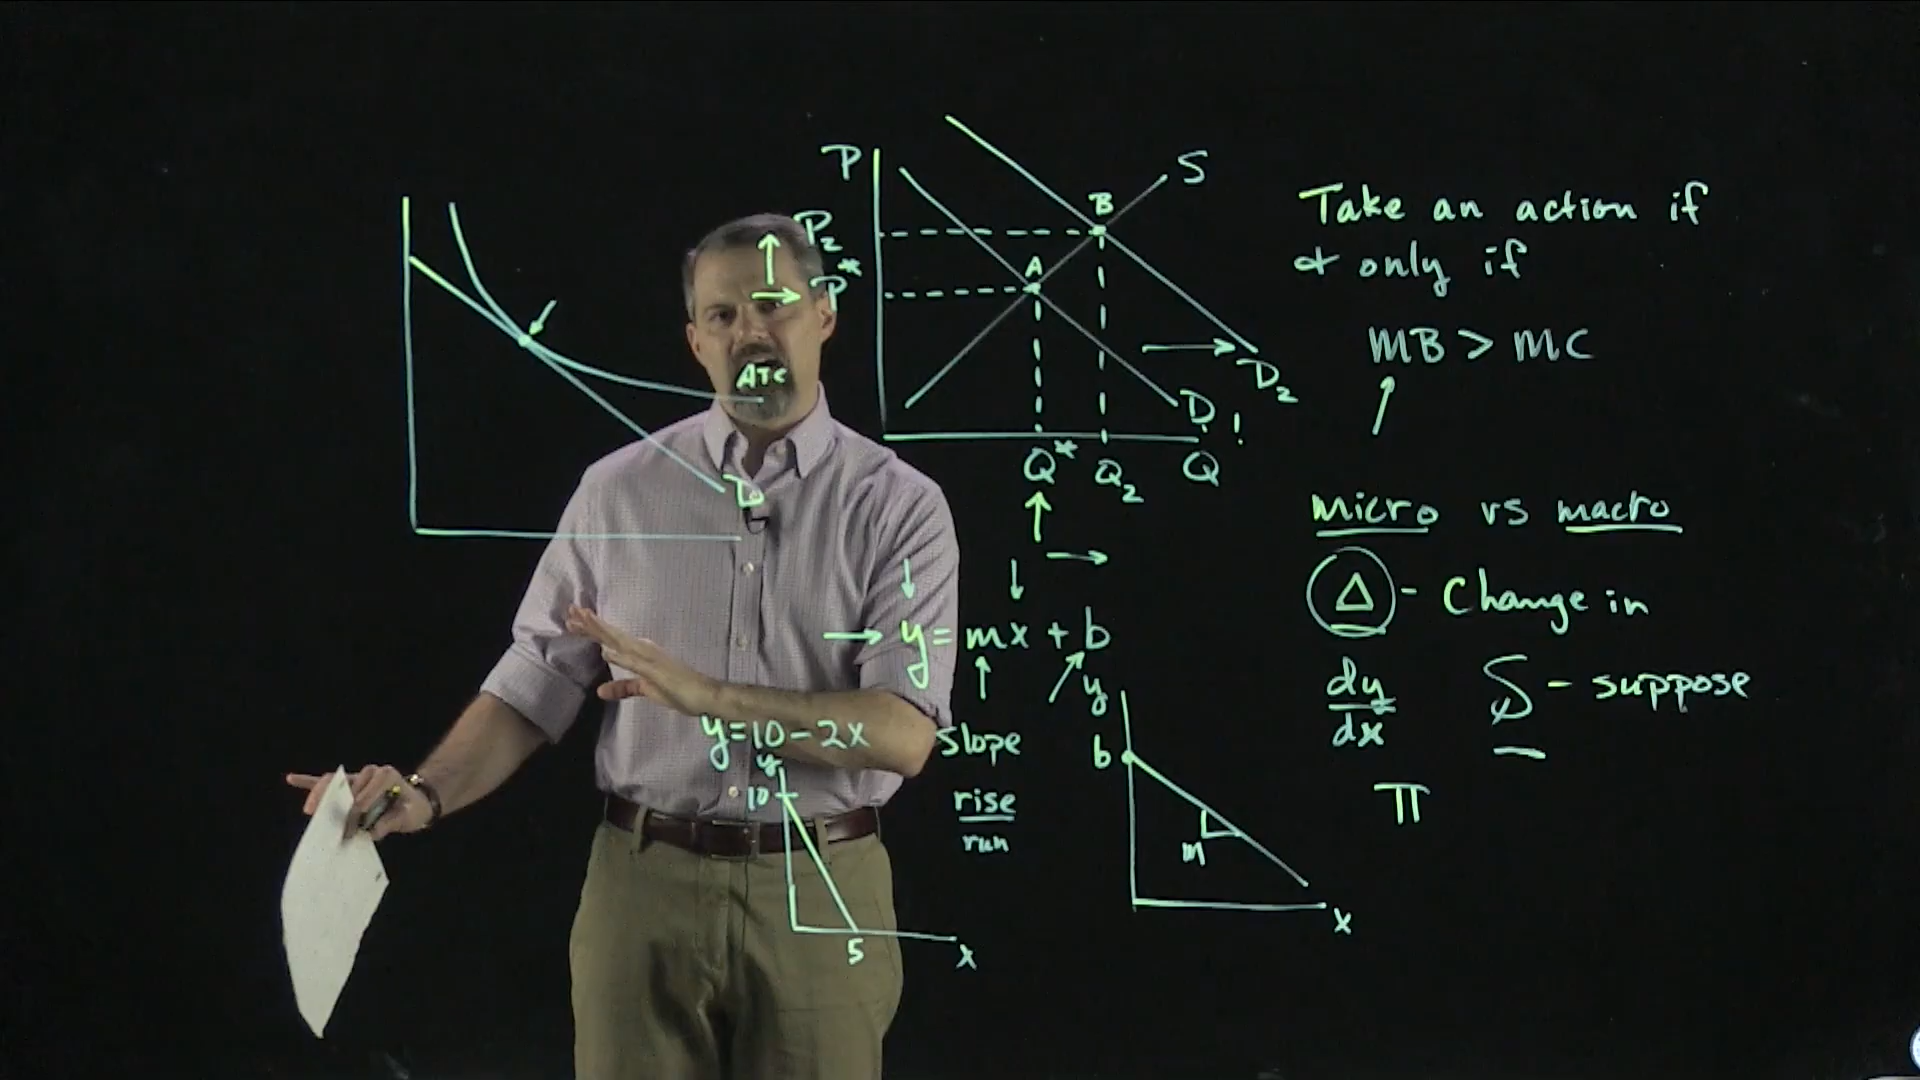 ATC
D
P
P₂
P*
A
B
S
D₂
D
Q*
Q₂
Q
y = mx + b
slope
rise
run
y = 10 - 2x
y
10
5
x
y
b
m
x
Take an action if
& only if
MB > MC
micro vs macro
Δ - Change in
dy
dx
S - suppose
π